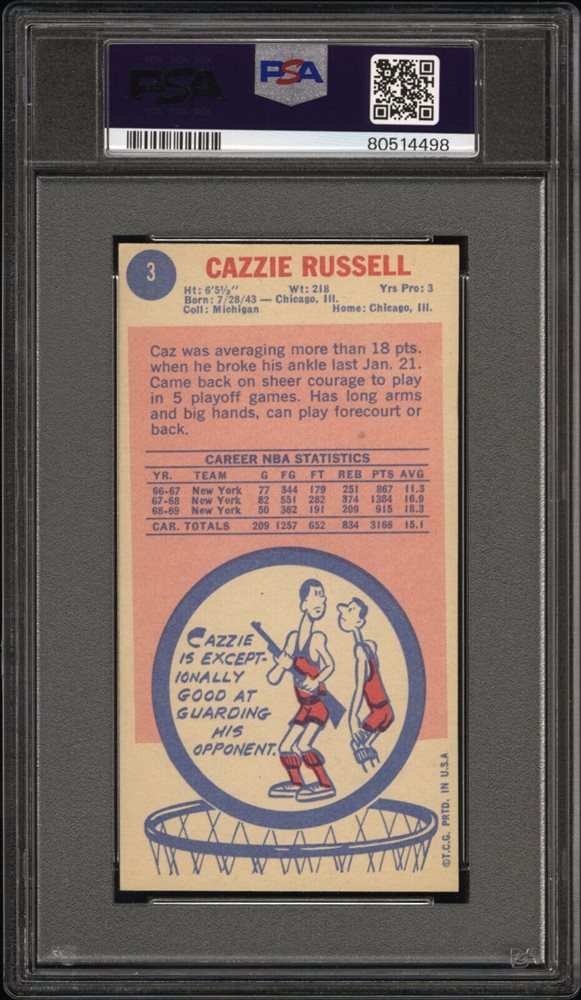 PSA
PSA
80514498
3
CAZZIE RUSSELL
Ht: 6'5½" Wt: 218 Yrs Pro: 3
Born: 7/28/43 — Chicago, Ill.
Coll: Michigan Home: Chicago, Ill.
Caz was averaging more than 18 pts.
when he broke his ankle last Jan. 21.
Came back on sheer courage to play
in 5 playoff games. Has long arms
and big hands, can play forecourt or
back.
CAREER NBA STATISTICS
YR. TEAM G FG FT REB PTS AVG
66-67 New York 77 344 179 251 867 11.3
67-68 New York 82 551 282 374 1384 16.9
68-69 New York 50 362 191 209 915 18.3
CAR. TOTALS 209 1257 652 834 3166 15.1
CAZZIE
IS EXCEPT-
IONALLY
GOOD AT
GUARDING
HIS
OPPONENT.
©T.C.G. PRTD. IN U.S.A